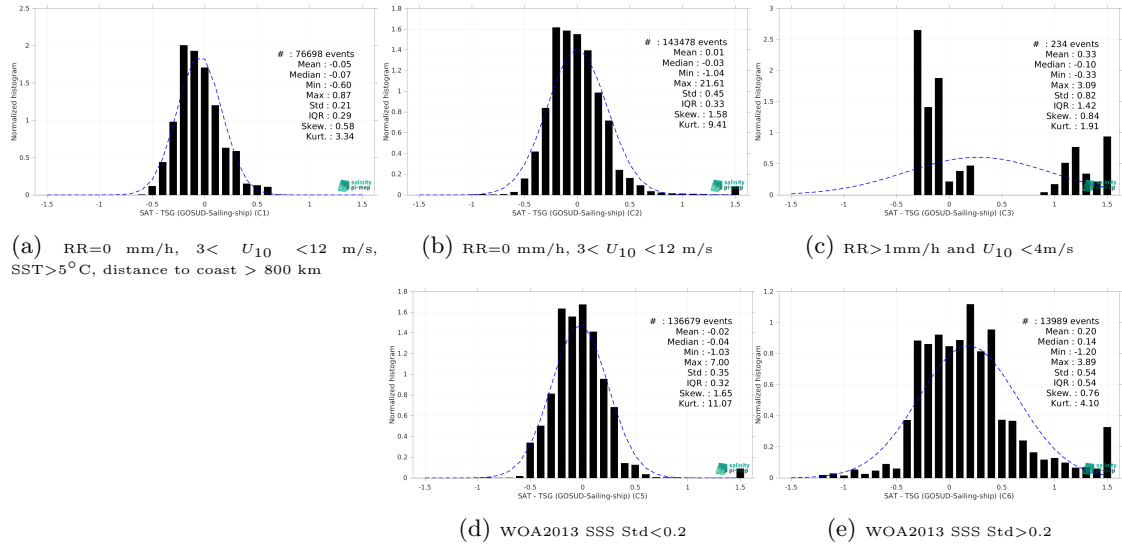 2.5
2
1.5
1
0.5
0
-1.5 -1 -0.5 0 0.5 1 1.5
Normalized histogram
SAT - TSG (GOSUD-Sailing-ship) (C1)
# : 76698 events
Mean : -0.05
Median : -0.07
Min : -0.60
Max : 0.87
Std : 0.21
IQR : 0.29
Skew. : 0.58
Kurt. : 3.34
salinity
pi-mep
(a) RR=0 mm/h, 3< U10 <12 m/s,
SST>5°C, distance to coast > 800 km
1.8
1.6
1.4
1.2
1
0.8
0.6
0.4
0.2
0
-1.5 -1 -0.5 0 0.5 1 1.5
Normalized histogram
SAT - TSG (GOSUD-Sailing-ship) (C2)
# : 143478 events
Mean : 0.01
Median : -0.03
Min : -1.04
Max : 21.61
Std : 0.45
IQR : 0.33
Skew. : 1.58
Kurt. : 9.41
salinity
pi-mep
(b) RR=0 mm/h, 3< U10 <12 m/s
3
2.5
2
1.5
1
0.5
0
-1.5 -1 -0.5 0 0.5 1 1.5
Normalized histogram
SAT - TSG (GOSUD-Sailing-ship) (C3)
# : 234 events
Mean : 0.33
Median : -0.10
Min : -0.33
Max : 3.09
Std : 0.82
IQR : 1.42
Skew. : 0.84
Kurt. : 1.91
salinity
pi-mep
(c) RR>1mm/h and U10 <4m/s
1.8
1.6
1.4
1.2
1
0.8
0.6
0.4
0.2
0
-1.5 -1 -0.5 0 0.5 1 1.5
Normalized histogram
SAT - TSG (GOSUD-Sailing-ship) (C5)
# : 136679 events
Mean : -0.02
Median : -0.04
Min : -1.03
Max : 7.00
Std : 0.35
IQR : 0.32
Skew. : 1.65
Kurt. : 11.07
salinity
pi-mep
(d) WOA2013 SSS Std<0.2
1.2
1
0.8
0.6
0.4
0.2
0
-1.5 -1 -0.5 0 0.5 1 1.5
Normalized histogram
SAT - TSG (GOSUD-Sailing-ship) (C6)
# : 13989 events
Mean : 0.20
Median : 0.14
Min : -1.20
Max : 3.89
Std : 0.54
IQR : 0.54
Skew. : 0.76
Kurt. : 4.10
salinity
pi-mep
(e) WOA2013 SSS Std>0.2